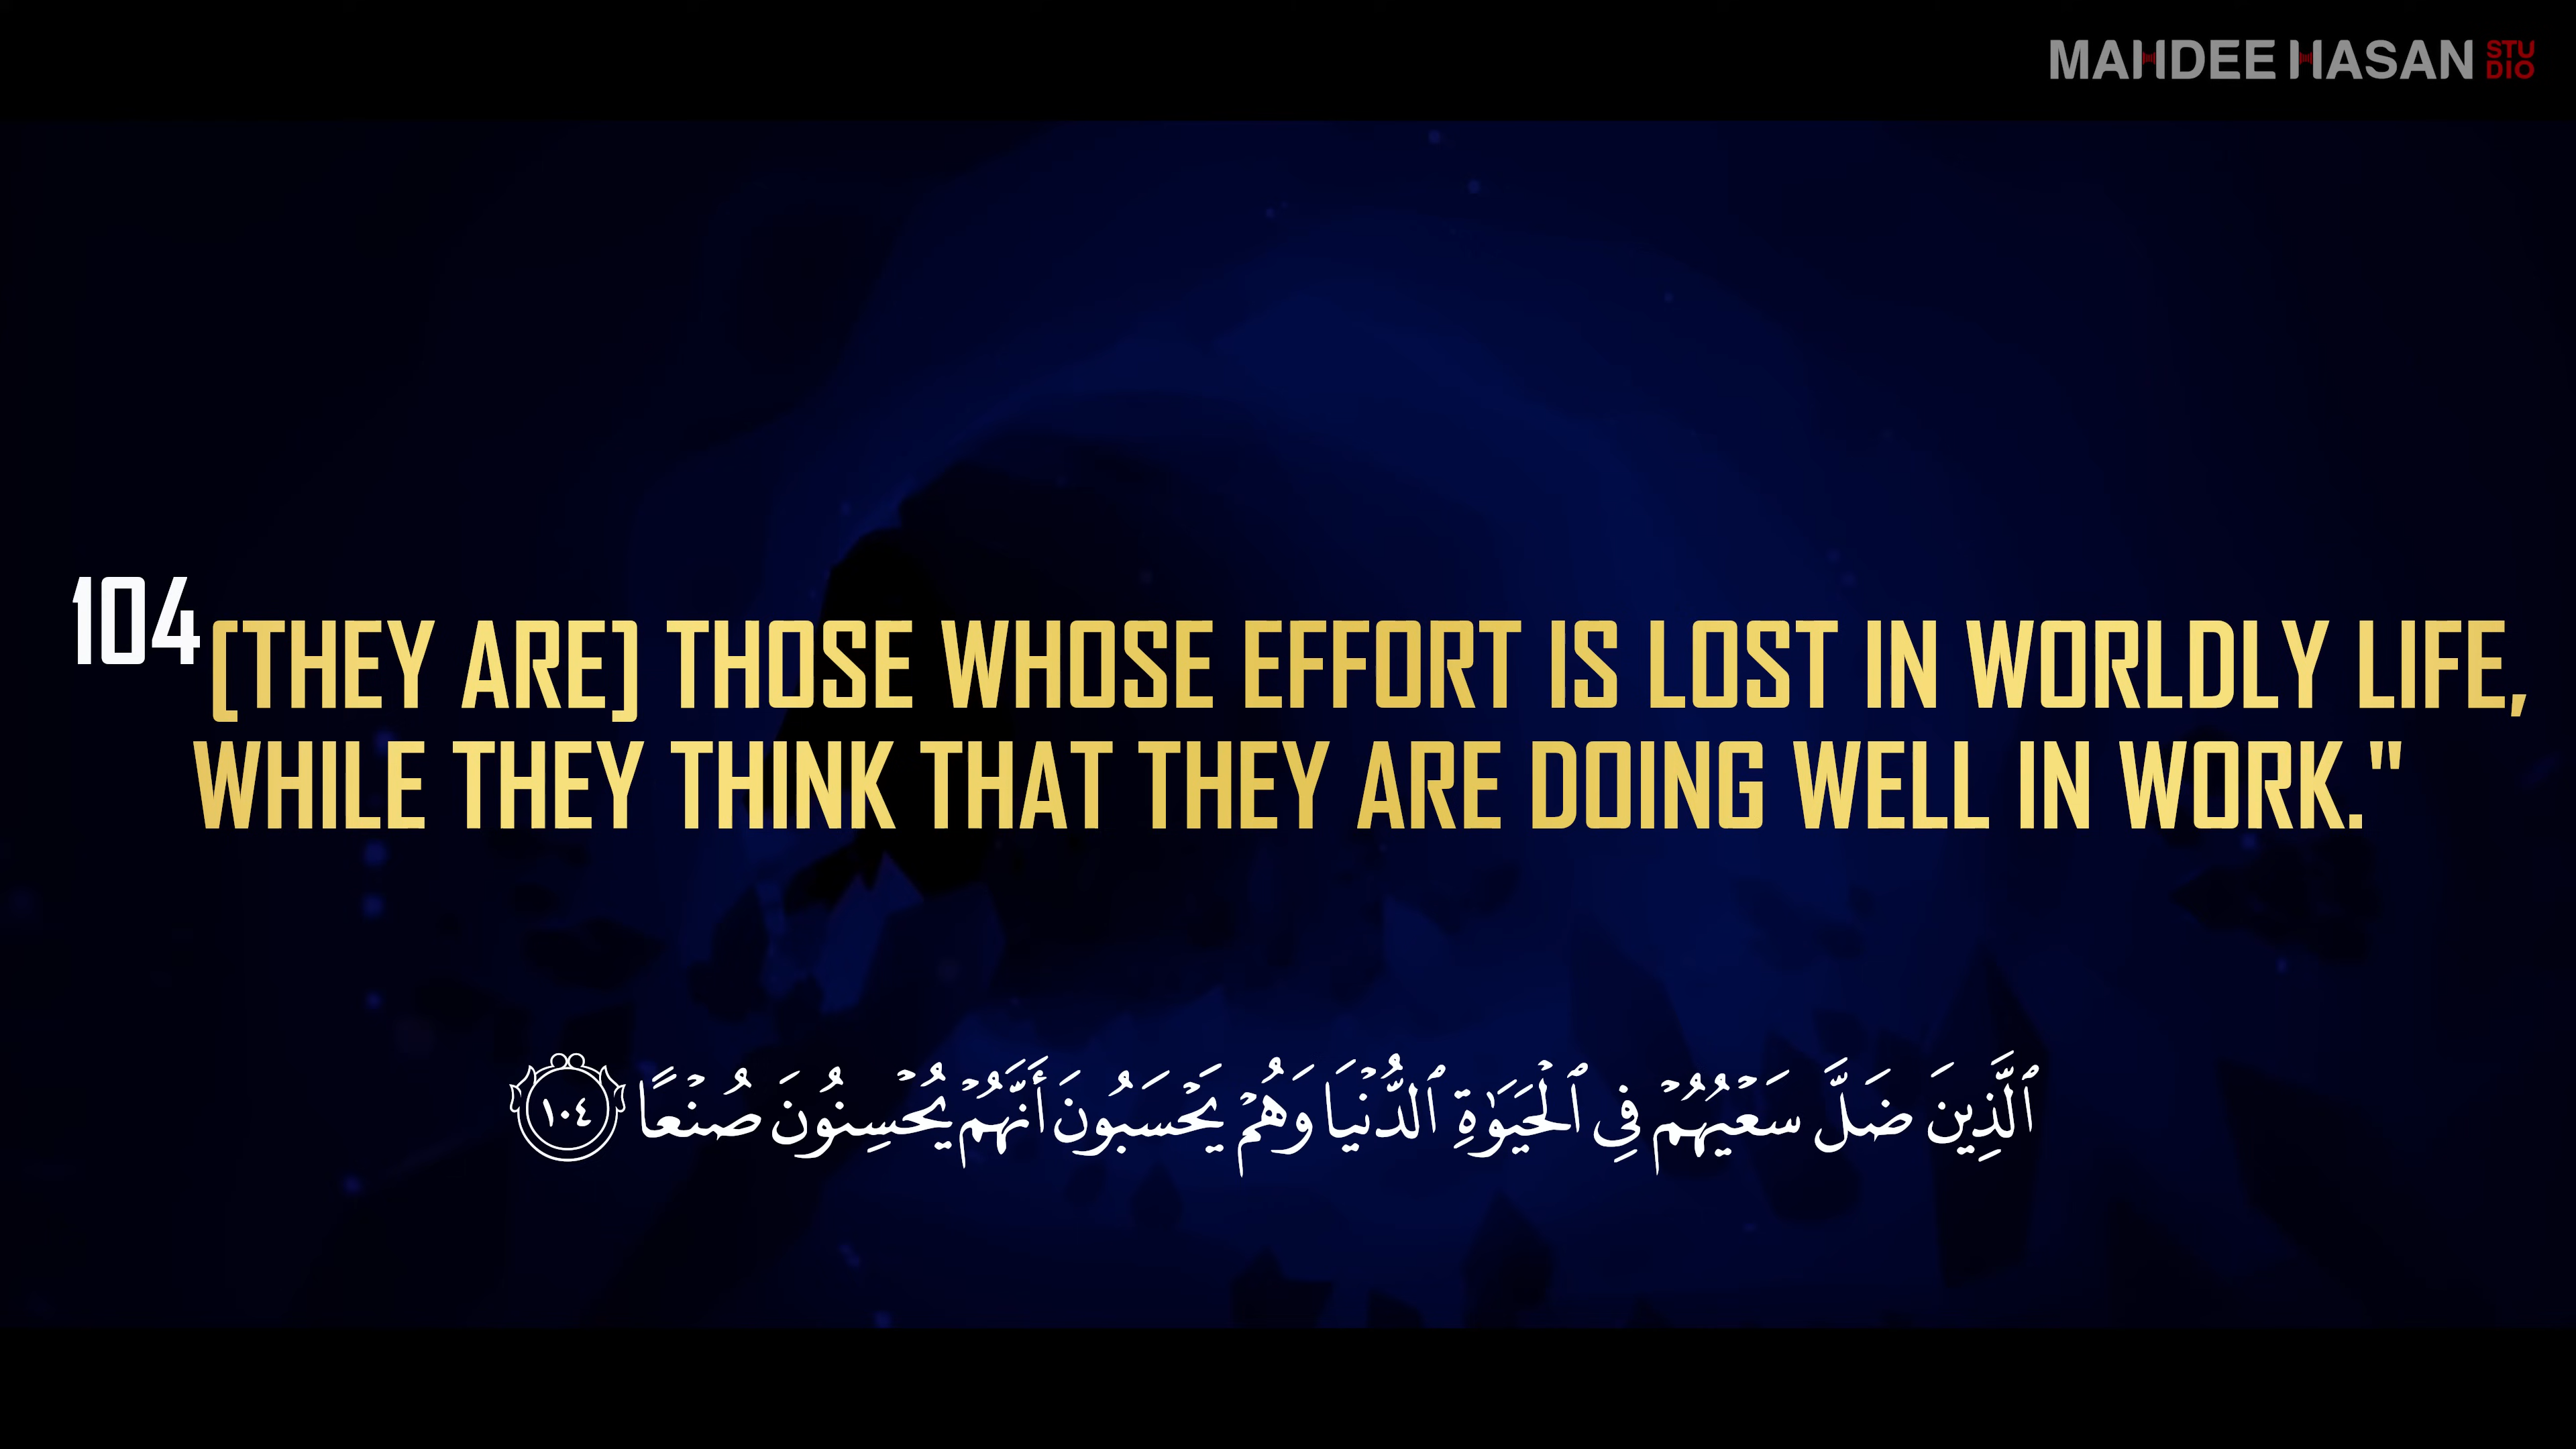 MAHDEE HASAN STUDIO
104 [THEY ARE] THOSE WHOSE EFFORT IS LOST IN WORLDLY LIFE,
WHILE THEY THINK THAT THEY ARE DOING WELL IN WORK."
ٱلَّذِينَ ضَلَّ سَعْيُهُمْ فِى ٱلْحَيَوٰةِ ٱلدُّنْيَا وَهُمْ يَحْسَبُونَ أَنَّهُمْ يُحْسِنُونَ صُنْعًا ١٠٤